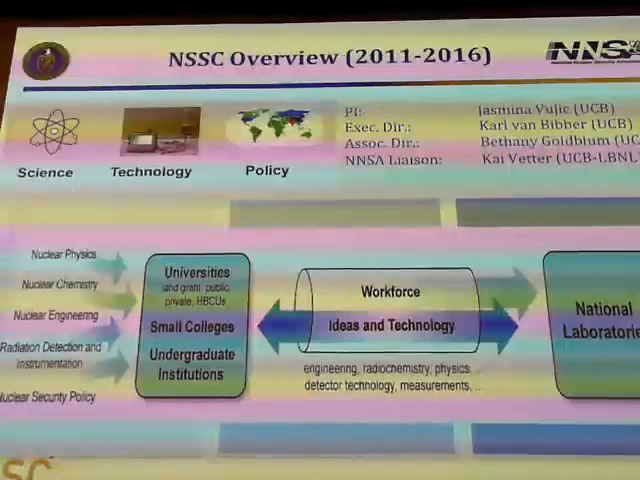 NSSC Overview (2011-2016)
NNS
PI: Jasmina Vujic (UCB)
Exec. Dir.: Karl van Bibber (UCB)
Assoc. Dir.: Bethany Goldblum (UC
NNSA Liaison: Kai Vetter (UCB-LBNL
Science Technology Policy
Nuclear Physics
Nuclear Chemistry
Nuclear Engineering
Radiation Detection and
Instrumentation
Nuclear Security Policy
Universities
land grant, public,
private, HBCUs
Small Colleges
Undergraduate
Institutions
Workforce
Ideas and Technology
engineering, radiochemistry, physics, ..
detector technology, measurements, ..
National
Laboratorie
SC